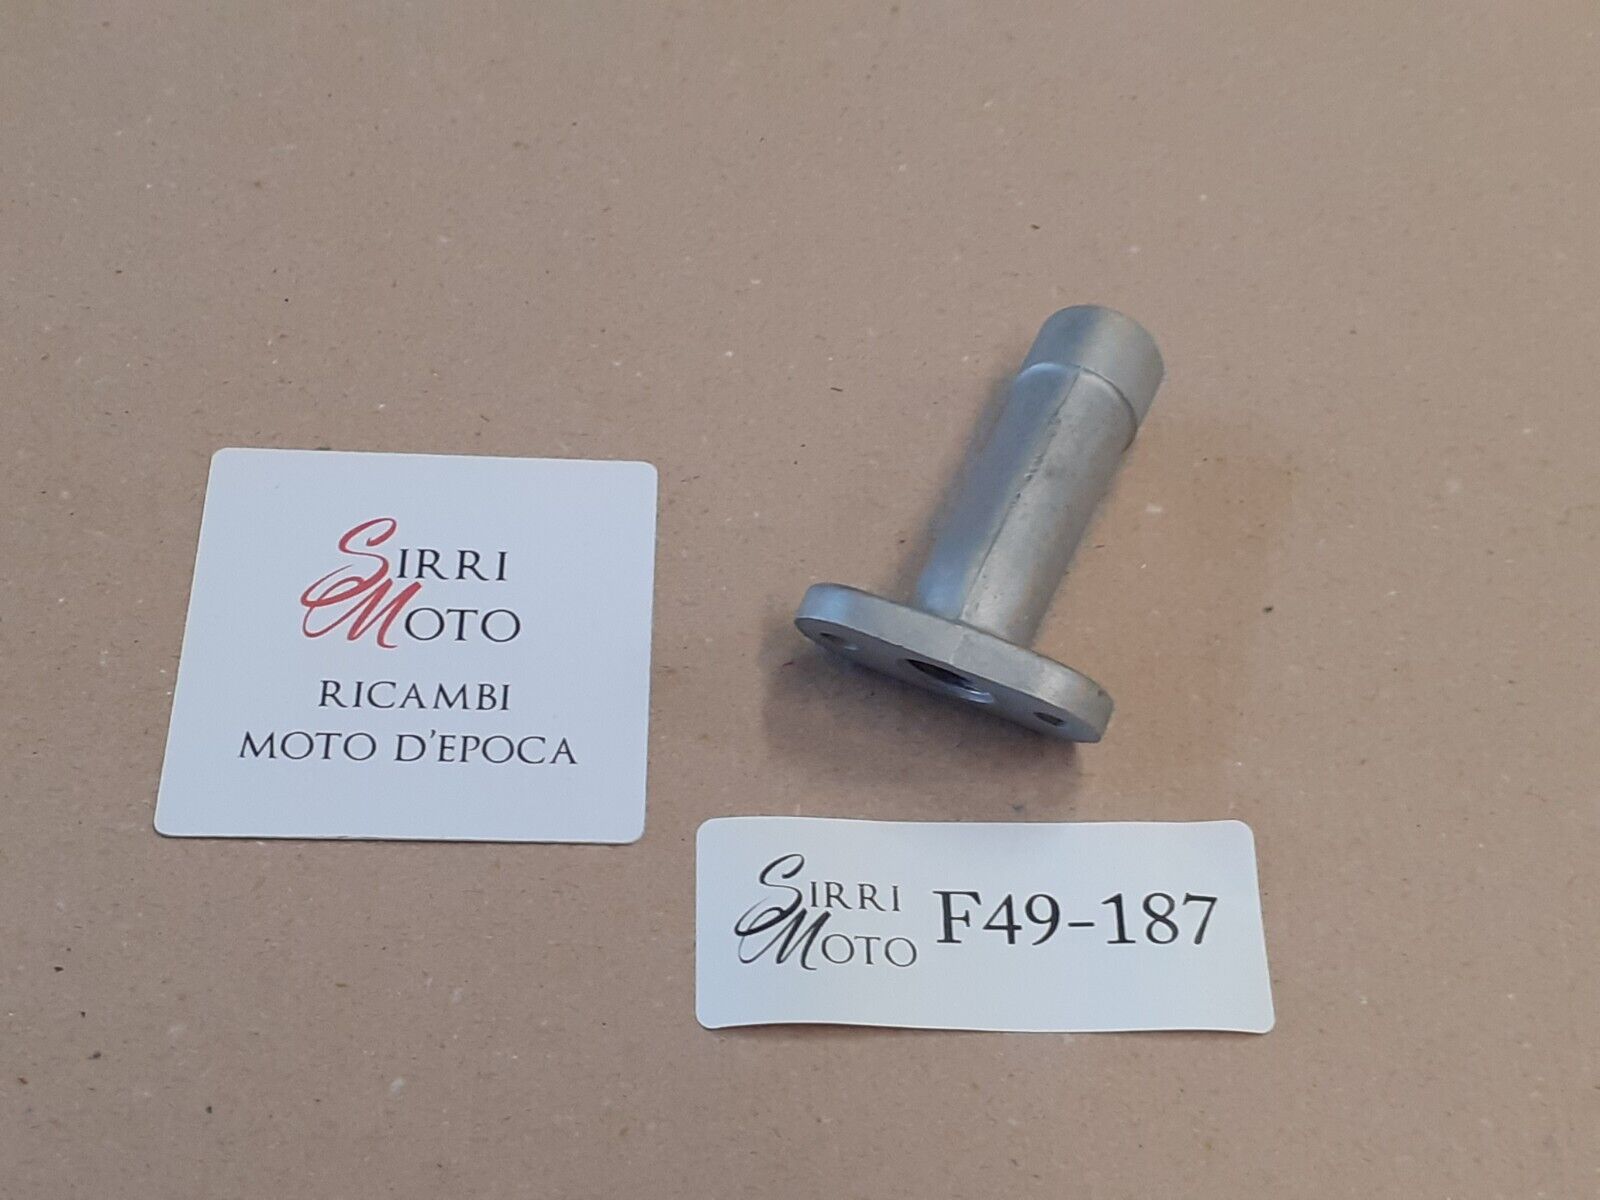 SIRRI
MOTO
RICAMBI
MOTO D'EPOCA
SIRRI
MOTO
F49-187